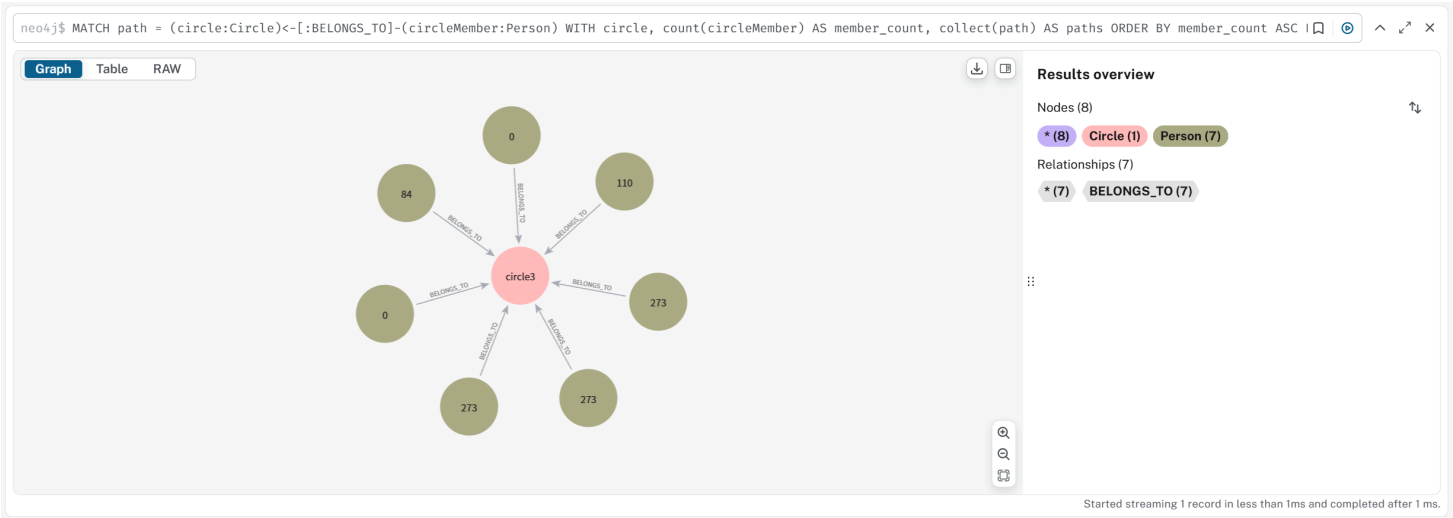 neo4j$ MATCH path = (circle:Circle)<-[:BELONGS_TO]-(circleMember:Person) WITH circle, count(circleMember) AS member_count, collect(path) AS paths ORDER BY member_count ASC
Graph Table RAW
Results overview
Nodes (8)
* (8) Circle (1) Person (7)
Relationships (7)
* (7) BELONGS_TO (7)
0
110
84
BELONGS_TO
BELONGS_TO
BELONGS_TO
circle3
BELONGS_TO
BELONGS_TO
273
0
BELONGS_TO
BELONGS_TO
273
273
Started streaming 1 record in less than 1ms and completed after 1 ms.